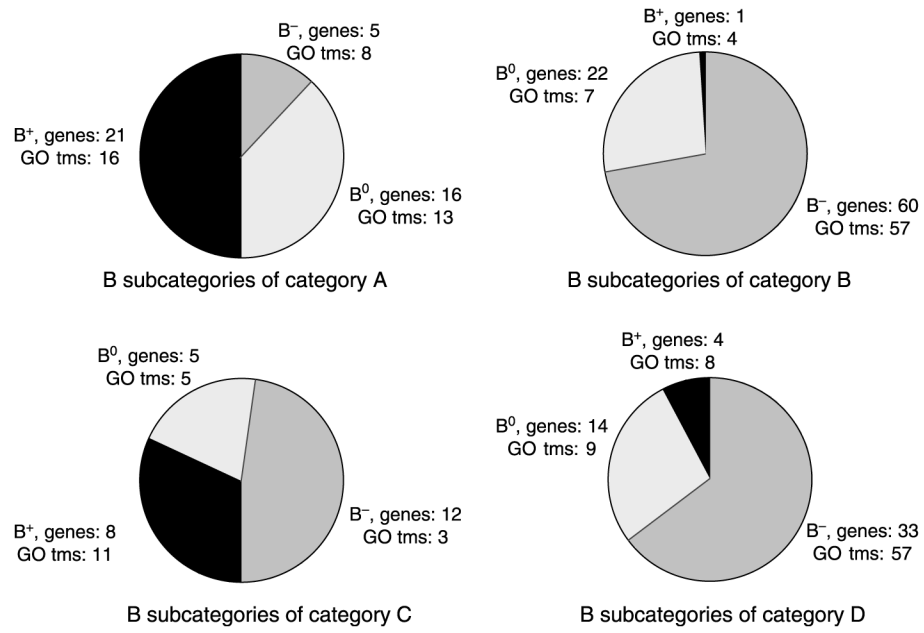 B⁻, genes: 5
GO tms: 8
B⁺, genes: 21
GO tms: 16
B⁰, genes: 16
GO tms: 13
B subcategories of category A
B⁺, genes: 1
GO tms: 4
B⁰, genes: 22
GO tms: 7
B⁻, genes: 60
GO tms: 57
B subcategories of category B
B⁰, genes: 5
GO tms: 5
B⁺, genes: 8
GO tms: 11
B⁻, genes: 12
GO tms: 3
B subcategories of category C
B⁺, genes: 4
GO tms: 8
B⁰, genes: 14
GO tms: 9
B⁻, genes: 33
GO tms: 57
B subcategories of category D